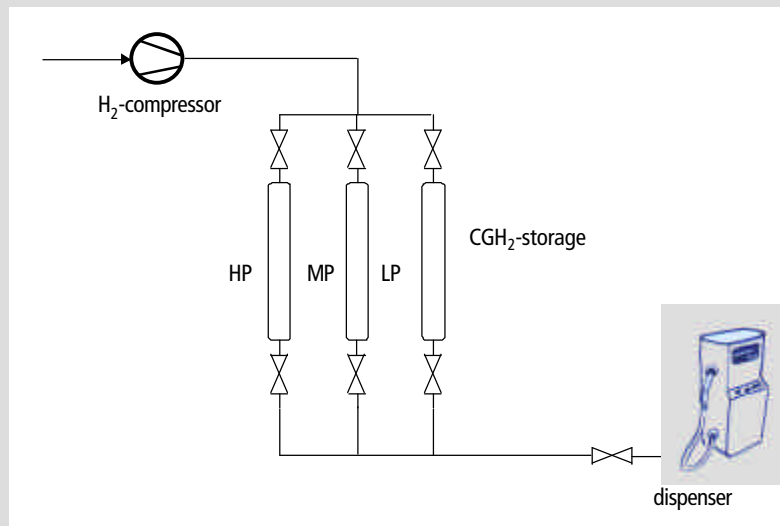 H₂-compressor
HP MP LP
CGH₂-storage
dispenser